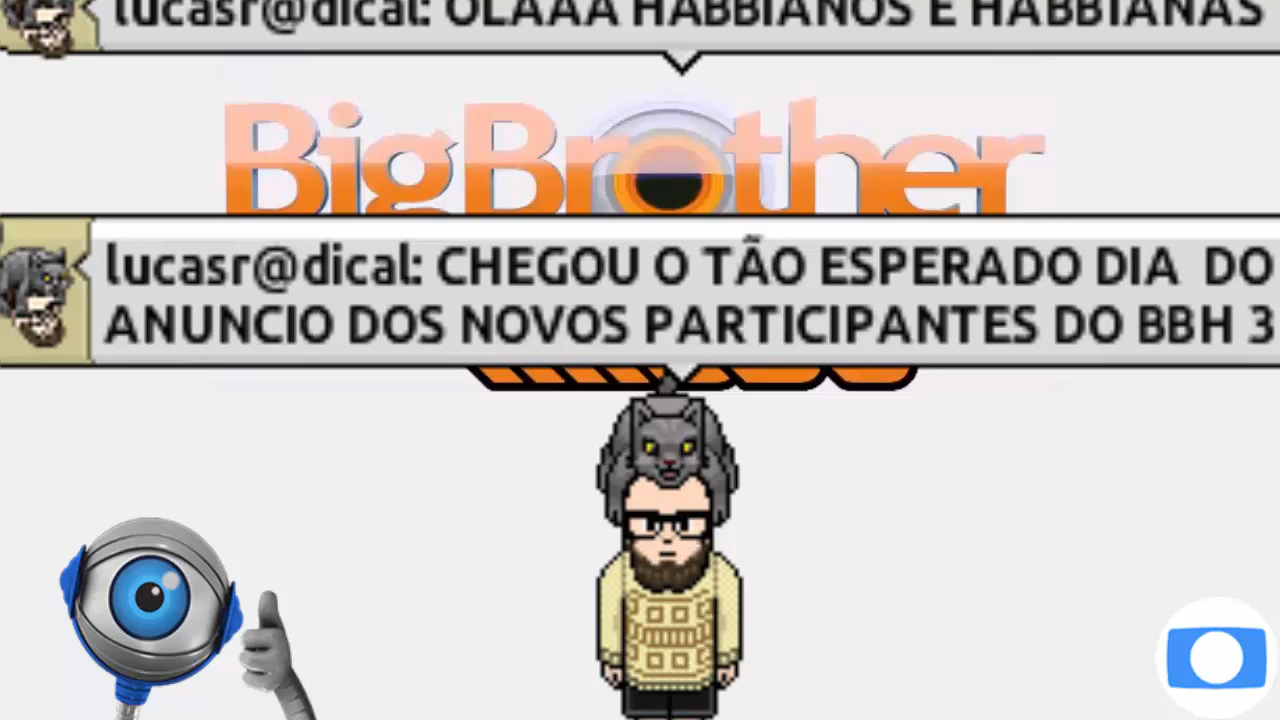 lucasr@dical: OLAAA HABBIANOS E HABBIANAS
BigBrother
lucasr@dical: CHEGOU O TÃO ESPERADO DIA DO
ANUNCIO DOS NOVOS PARTICIPANTES DO BBH 3